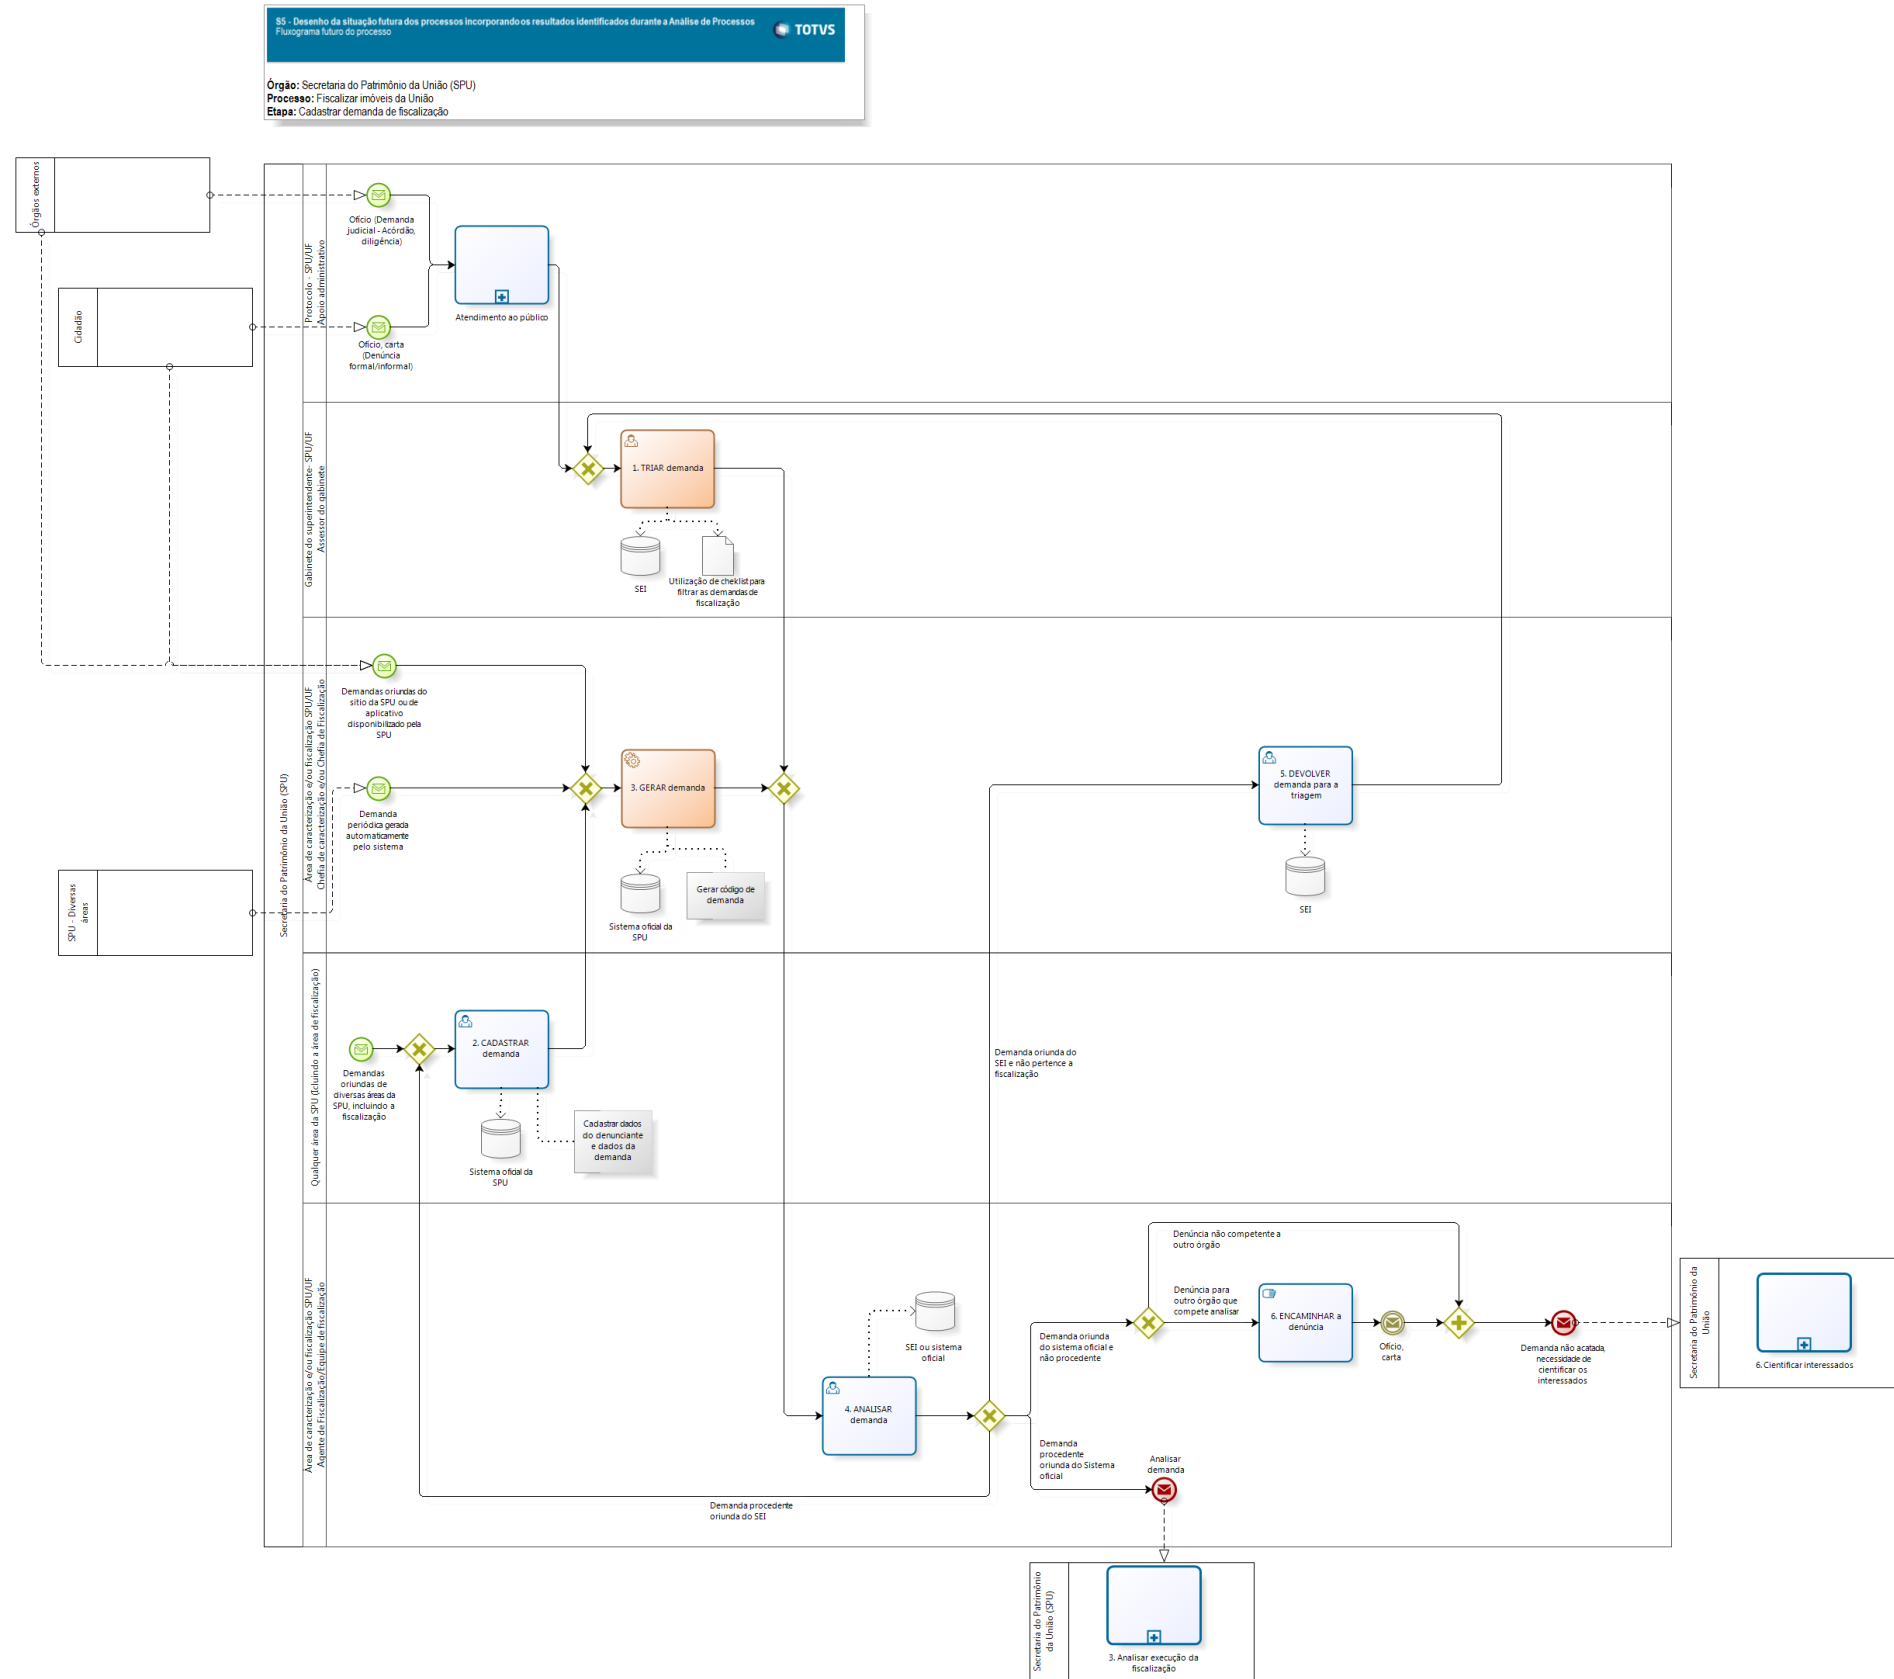 S5 - Desenho da situação futura dos processos incorporando os resultados identificados durante a Análise de Processos
Fluxograma futuro do processo
TOTVS
Órgão: Secretaria do Patrimônio da União (SPU)
Processo: Fiscalizar imóveis da União
Etapa: Cadastrar demanda de fiscalização
Órgãos externos
Cidadão
SPU - Diversas
áreas
Secretaria do Patrimônio da União (SPU)
Protocolo - SPU/UF
Apoio administrativo
Ofício (Demanda
judicial - Acórdão,
diligência)
Ofício, carta
(Denúncia
formal/informal)
Atendimento ao público
Gabinete do superintendente- SPU/UF
Assessor do gabinete
1. TRIAR demanda
SEI
Utilização de cheklist para
filtrar as demandas de
fiscalização
Área de caracterização e/ou fiscalização SPU/UF
Chefia de caracterização e/ou Chefia de Fiscalização
Demandas oriundas do
sitio da SPU ou de
aplicativo
disponibilizado pela
SPU
Demanda
periódica gerada
automaticamente
pelo sistema
3. GERAR demanda
Sistema oficial da
SPU
Gerar código de
demanda
5. DEVOLVER
demanda para a
triagem
SEI
Qualquer área da SPU (Icluindo a área de fiscalização)
Demandas
oriundas de
diversas áreas da
SPU, incluindo a
fiscalização
2. CADASTRAR
demanda
Sistema oficial da
SPU
Cadastrar dados
do denunciante
e dados da
demanda
Demanda oriunda do
SEI e não pertence a
fiscalização
Área de caracterização e/ou fiscalização SPU/UF
Agente de Fiscalização/Equipe de fiscalização
4. ANALISAR
demanda
SEI ou sistema
oficial
Demanda procedente
oriunda do SEI
Demanda oriunda
do sistema oficial e
não procedente
Demanda
procedente
oriunda do Sistema
oficial
Denúncia não competente a
outro órgão
Denúncia para
outro órgão que
compete analisar
6. ENCAMINHAR a
denúncia
Ofício,
carta
Demanda não acatada,
necessidade de
cientificar os
interessados
Analisar
demanda
Secretaria do Patrimônio da
União
6. Cientificar interessados
Secretaria do Patrimônio
da União (SPU)
3. Analisar execução da
fiscalização